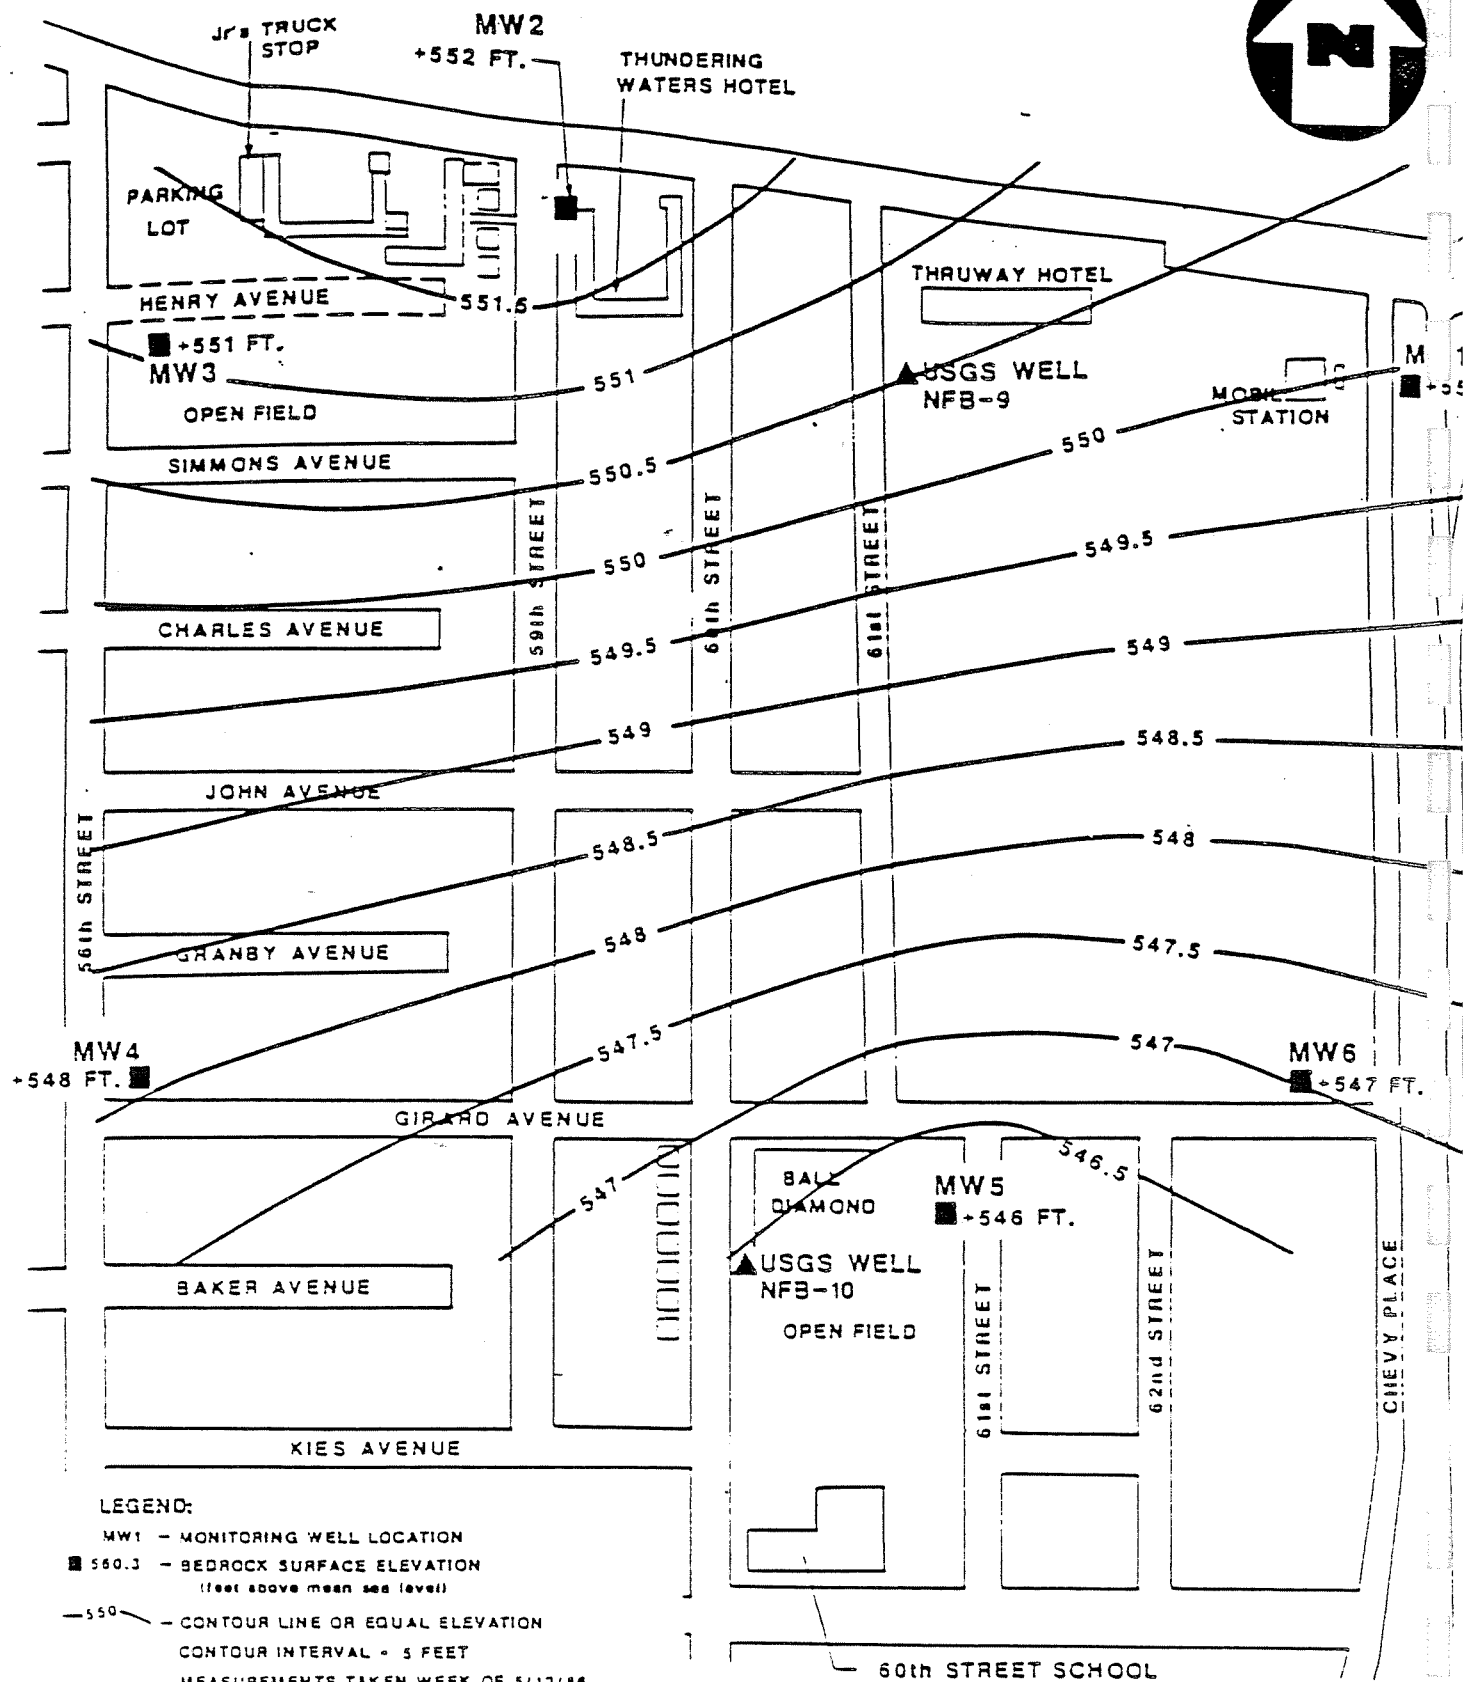 Jr's TRUCK
STOP
MW2
+552 FT.
THUNDERING
WATERS HOTEL
N
PARKING
LOT
HENRY AVENUE
551.5
THRUWAY HOTEL
+551 FT.
MW3
551
USGS WELL
NFB-9
M 1
+55
MOBIL
STATION
OPEN FIELD
550
SIMMONS AVENUE
550.5
59th STREET
60th STREET
61st STREET
550
549.5
CHARLES AVENUE
549.5
549
549
548.5
JOHN AVENUE
548.5
548
56th STREET
GRANBY AVENUE
548
547.5
MW4
+548 FT.
547.5
547
MW6
+547 FT.
GIRARD AVENUE
547
BALL
DIAMOND
546.5
MW5
+546 FT.
USGS WELL
NFB-10
BAKER AVENUE
OPEN FIELD
61st STREET
62nd STREET
CHEVY PLACE
KIES AVENUE
LEGEND:
MW1 - MONITORING WELL LOCATION
560.3 - BEDROCK SURFACE ELEVATION
(feet above mean sea level)
550 - CONTOUR LINE OR EQUAL ELEVATION
CONTOUR INTERVAL = 5 FEET
MEASUREMENTS TAKEN WEEK OF
60th STREET SCHOOL